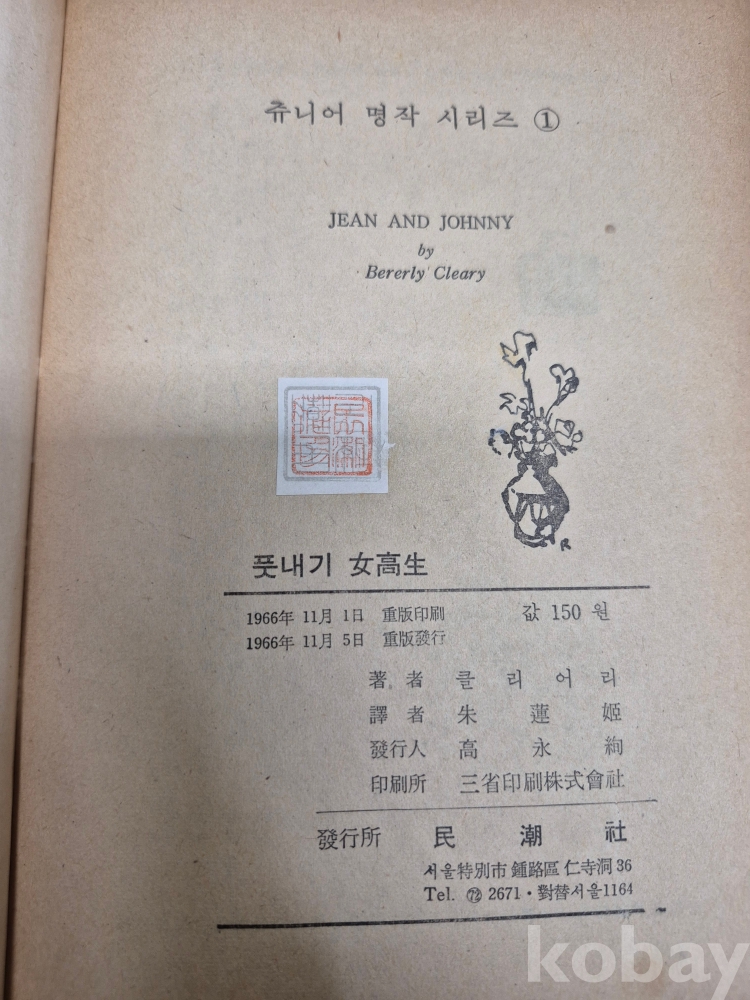 쥬니어 명작 시리즈 ①
JEAN AND JOHNNY
by
Bererly Cleary
풋내기 女高生
1966年 11月 1日 重版印刷 값 150 원
1966年 11月 5日 重版發行
著者 클리어리
譯者 朱蓮姬
發行人 高永絢
印刷所 三省印刷株式會社
發行所 民潮社
서울特別市 鍾路區 仁寺洞 36
Tel. ㉒ 2671・對替서울1164
kobay